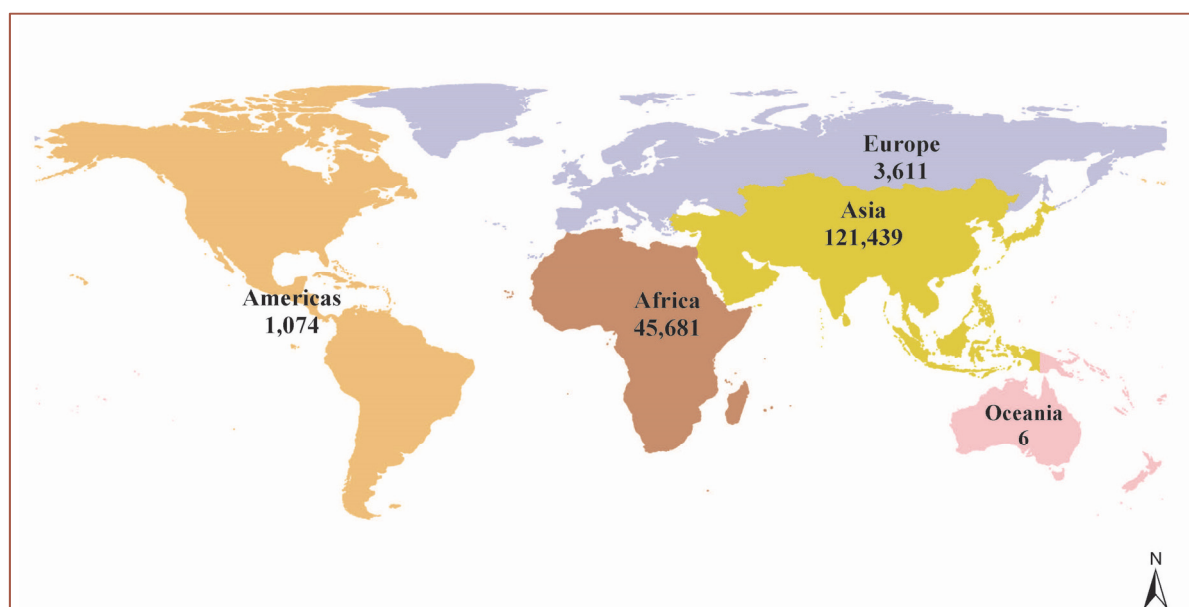 Europe
3,611
Asia
121,439
Americas
1,074
Africa
45,681
Oceania
6
N